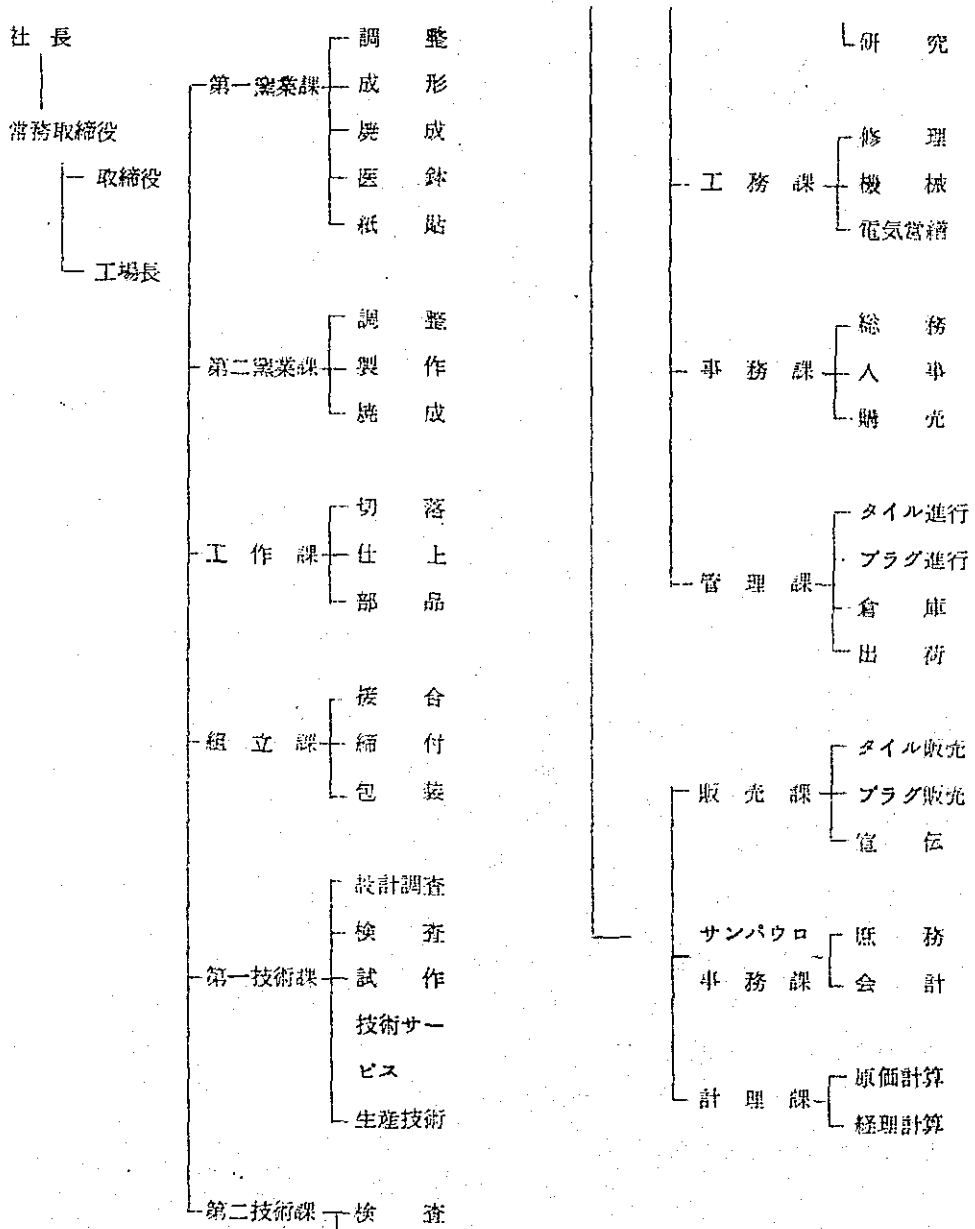 社長
常務取締役
取締役
工場長
第一窯業課
調整
成形
焼成
匣鉢
紙貼
第二窯業課
調整
製作
焼成
工作課
切落
仕上
部品
組立課
接合
締付
包装
第一技術課
設計調査
検査
試作
技術サー
ビス
生産技術
第二技術課
検査
研究
工務課
修理
機械
電気営繕
事務課
総務
人事
購売
管理課
タイル進行
プラグ進行
倉庫
出荷
販売課
タイル販売
プラグ販売
宣伝
サンパウロ
事務課
庶務
会計
計理課
原価計算
経理計算